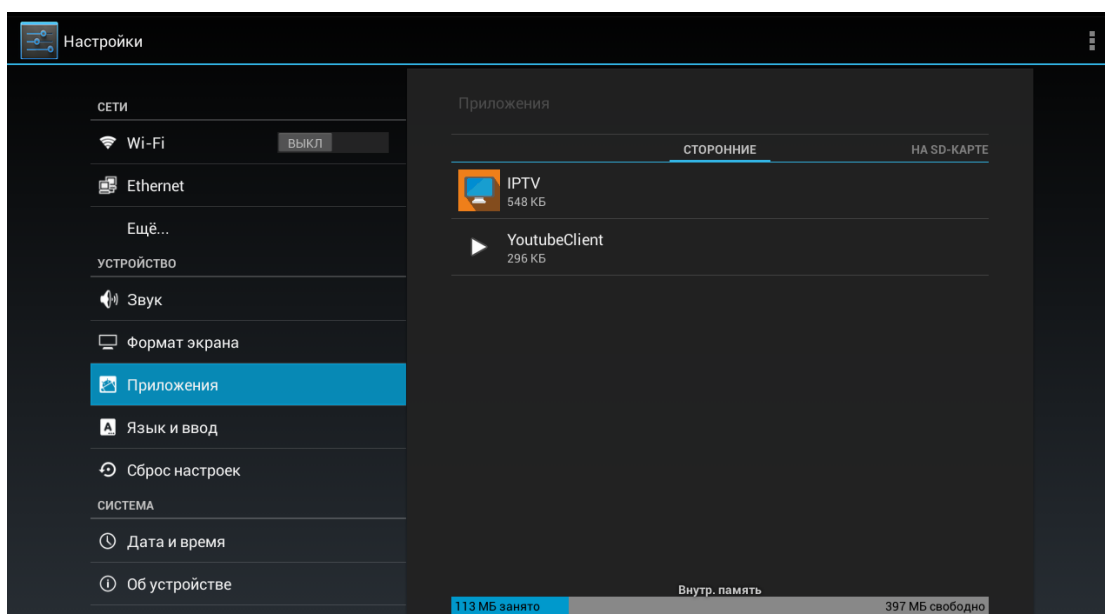 Настройки
СЕТИ
Wi-Fi
ВЫКЛ
Ethernet
Ещё...
УСТРОЙСТВО
Звук
Формат экрана
Приложения
Язык и ввод
Сброс настроек
СИСТЕМА
Дата и время
Об устройстве
Приложения
СТОРОННИЕ
НА SD-КАРТЕ
IPTV
548 КБ
YoutubeClient
296 КБ
Внутр. память
113 МБ занято
397 МБ свободно